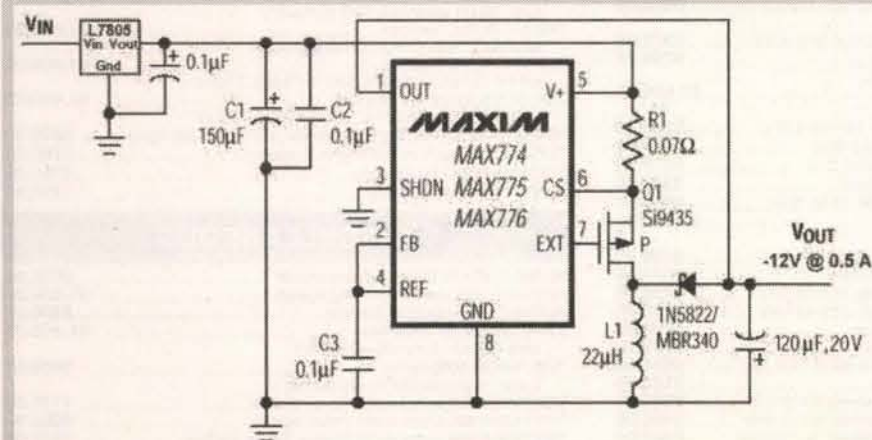 VIN
L7805
Vin Vout
Gnd
+
0.1µF
C1
150µF
+
C2
0.1µF
1
OUT
V+
5
MAXIM
MAX774
MAX775
MAX776
R1
0.07Ω
3
SHDN
CS
6
Q1
Si9435
2
FB
EXT
7
P
VOUT
-12V @ 0.5 A
4
REF
GND
8
1N5822/
MBR340
L1
22µH
120µF,20V
+
C3
0.1µF